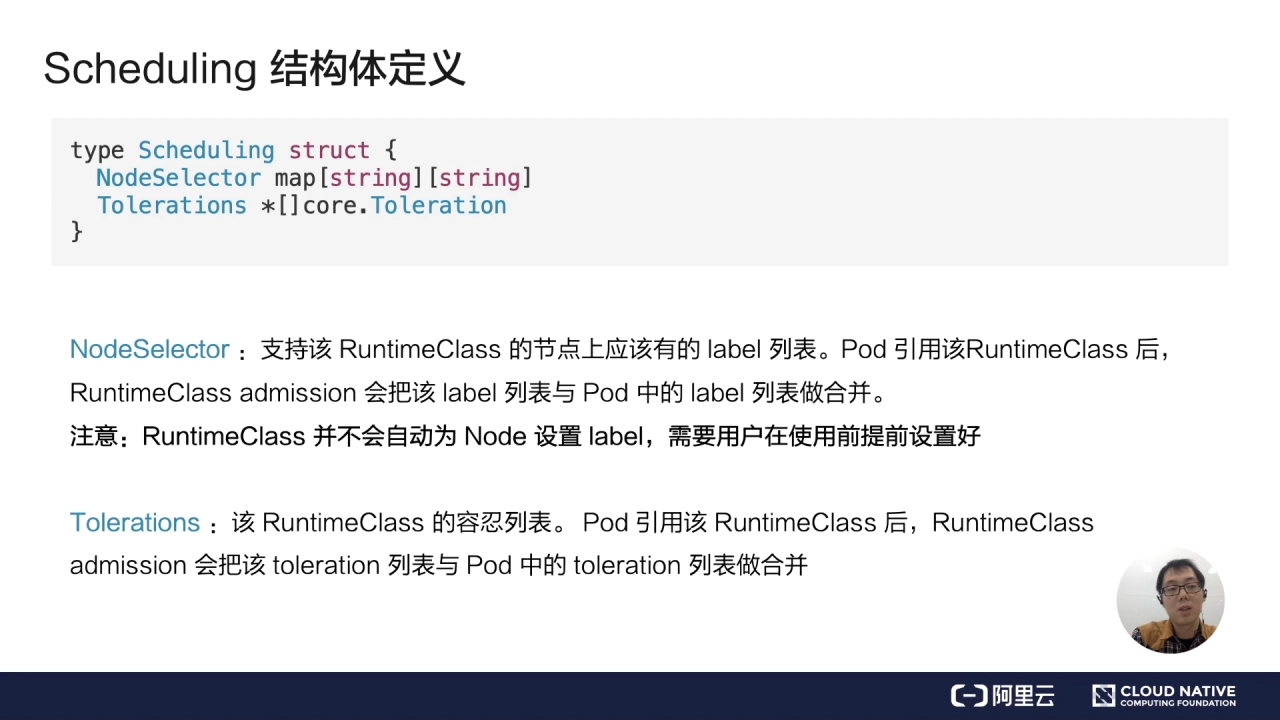 Scheduling 结构体定义
type Scheduling struct {
NodeSelector map[string][string]
Tolerations *[]core.Toleration
}
NodeSelector ：支持该 RuntimeClass 的节点上应该有的 label 列表。Pod 引用该RuntimeClass 后，
RuntimeClass admission 会把该 label 列表与 Pod 中的 label 列表做合并。
注意：RuntimeClass 并不会自动为 Node 设置 label，需要用户在使用前提前设置好
Tolerations ：该 RuntimeClass 的容忍列表。 Pod 引用该 RuntimeClass 后，RuntimeClass
admission 会把该 toleration 列表与 Pod 中的 toleration 列表做合并
阿里云
CLOUD NATIVE
COMPUTING FOUNDATION